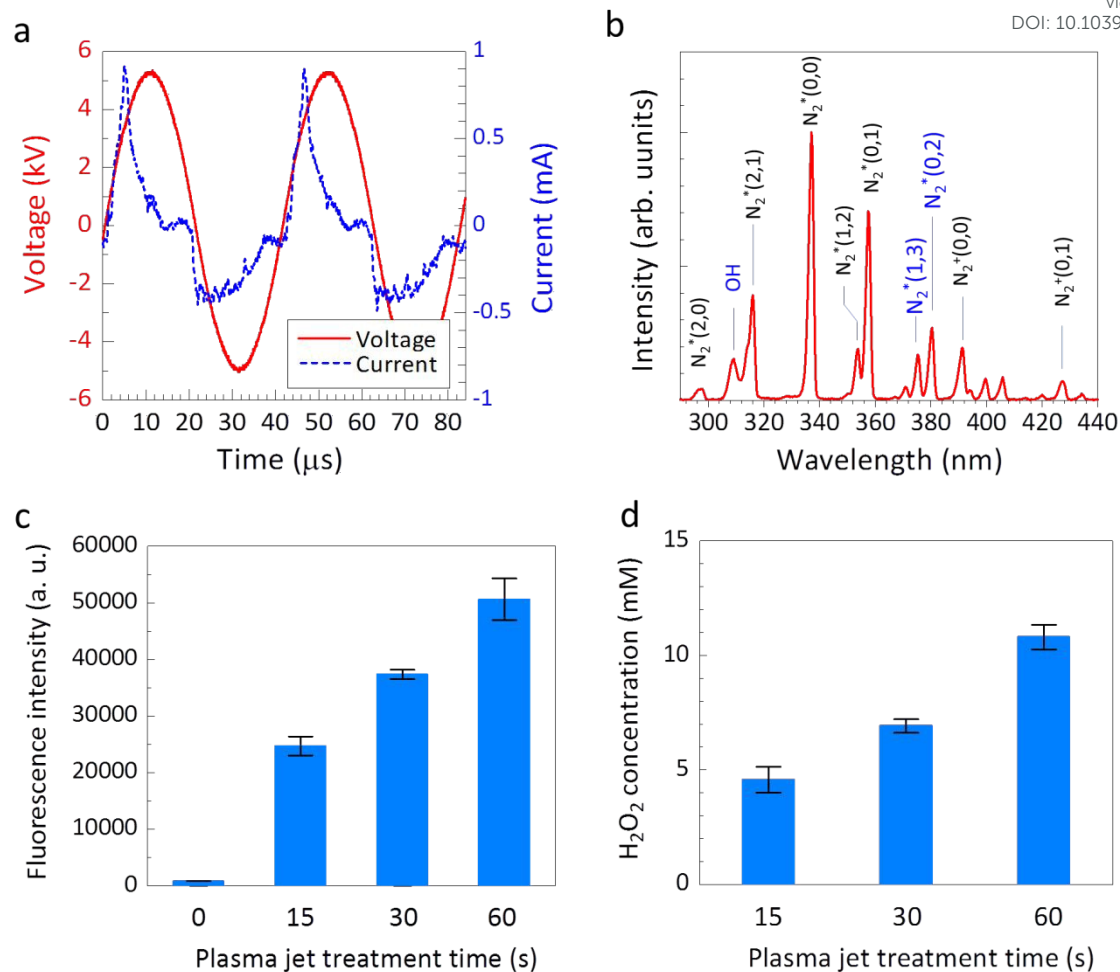 vi
DOI: 10.1039
a
Voltage (kV)
6
4
2
0
-2
-4
-6
1
0.5
0
-0.5
-1
Current (mA)
Voltage
Current
0 10 20 30 40 50 60 70 80
Time (μs)
b
Intensity (arb. uunits)
N₂*(2,0)
OH
N₂*(2,1)
N₂*(0,0)
N₂*(1,2)
N₂*(0,1)
N₂*(1,3)
N₂*(0,2)
N₂⁺(0,0)
N₂⁺(0,1)
300 320 340 360 380 400 420 440
Wavelength (nm)
c
Fluorescence intensity (a. u.)
60000
50000
40000
30000
20000
10000
0
0 15 30 60
Plasma jet treatment time (s)
d
H₂O₂ concentration (mM)
15
10
5
0
15 30 60
Plasma jet treatment time (s)